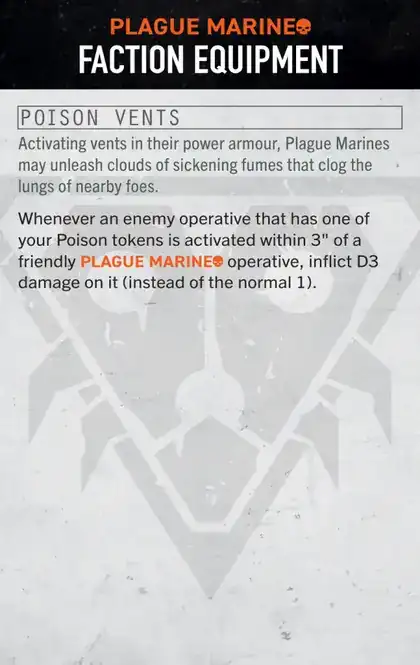 PLAGUE MARINE
FACTION EQUIPMENT
POISON VENTS
Activating vents in their power armour, Plague Marines
may unleash clouds of sickening fumes that clog the
lungs of nearby foes.
Whenever an enemy operative that has one of
your Poison tokens is activated within 3" of a
friendly PLAGUE MARINE operative, inflict D3
damage on it (instead of the normal 1).